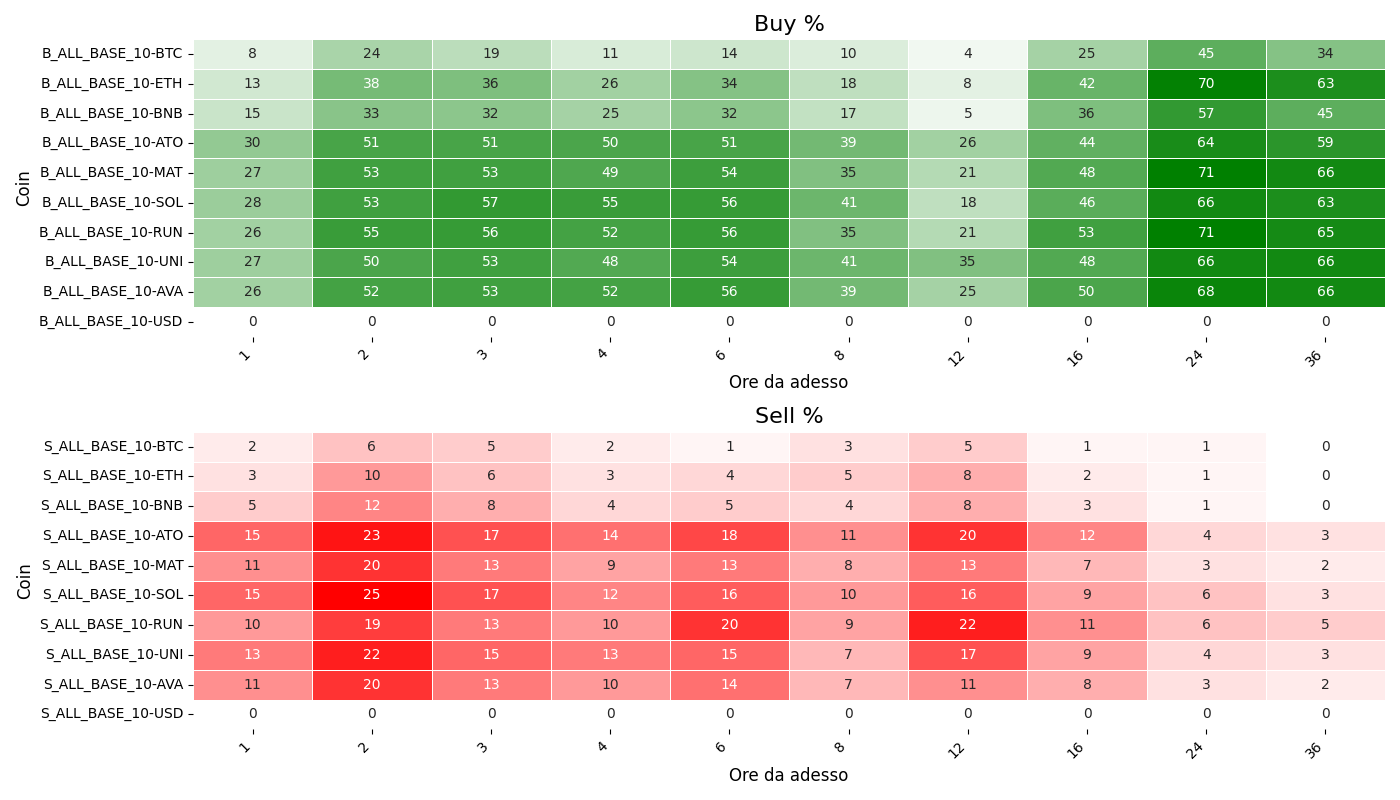 Buy %
Coin
B_ALL_BASE_10-BTC 8 24 19 11 14 10 4 25 45 34
B_ALL_BASE_10-ETH 13 38 36 26 34 18 8 42 70 63
B_ALL_BASE_10-BNB 15 33 32 25 32 17 5 36 57 45
B_ALL_BASE_10-ATO 30 51 51 50 51 39 26 44 64 59
B_ALL_BASE_10-MAT 27 53 53 49 54 35 21 48 71 66
B_ALL_BASE_10-SOL 28 53 57 55 56 41 18 46 66 63
B_ALL_BASE_10-RUN 26 55 56 52 56 35 21 53 71 65
B_ALL_BASE_10-UNI 27 50 53 48 54 41 35 48 66 66
B_ALL_BASE_10-AVA 26 52 53 52 56 39 25 50 68 66
B_ALL_BASE_10-USD 0 0 0 0 0 0 0 0 0 0
1 2 3 4 6 8 12 16 24 36
Ore da adesso
Sell %
Coin
S_ALL_BASE_10-BTC 2 6 5 2 1 3 5 1 1 0
S_ALL_BASE_10-ETH 3 10 6 3 4 5 8 2 1 0
S_ALL_BASE_10-BNB 5 12 8 4 5 4 8 3 1 0
S_ALL_BASE_10-ATO 15 23 17 14 18 11 20 12 4 3
S_ALL_BASE_10-MAT 11 20 13 9 13 8 13 7 3 2
S_ALL_BASE_10-SOL 15 25 17 12 16 10 16 9 6 3
S_ALL_BASE_10-RUN 10 19 13 10 20 9 22 11 6 5
S_ALL_BASE_10-UNI 13 22 15 13 15 7 17 9 4 3
S_ALL_BASE_10-AVA 11 20 13 10 14 7 11 8 3 2
S_ALL_BASE_10-USD 0 0 0 0 0 0 0 0 0 0
1 2 3 4 6 8 12 16 24 36
Ore da adesso